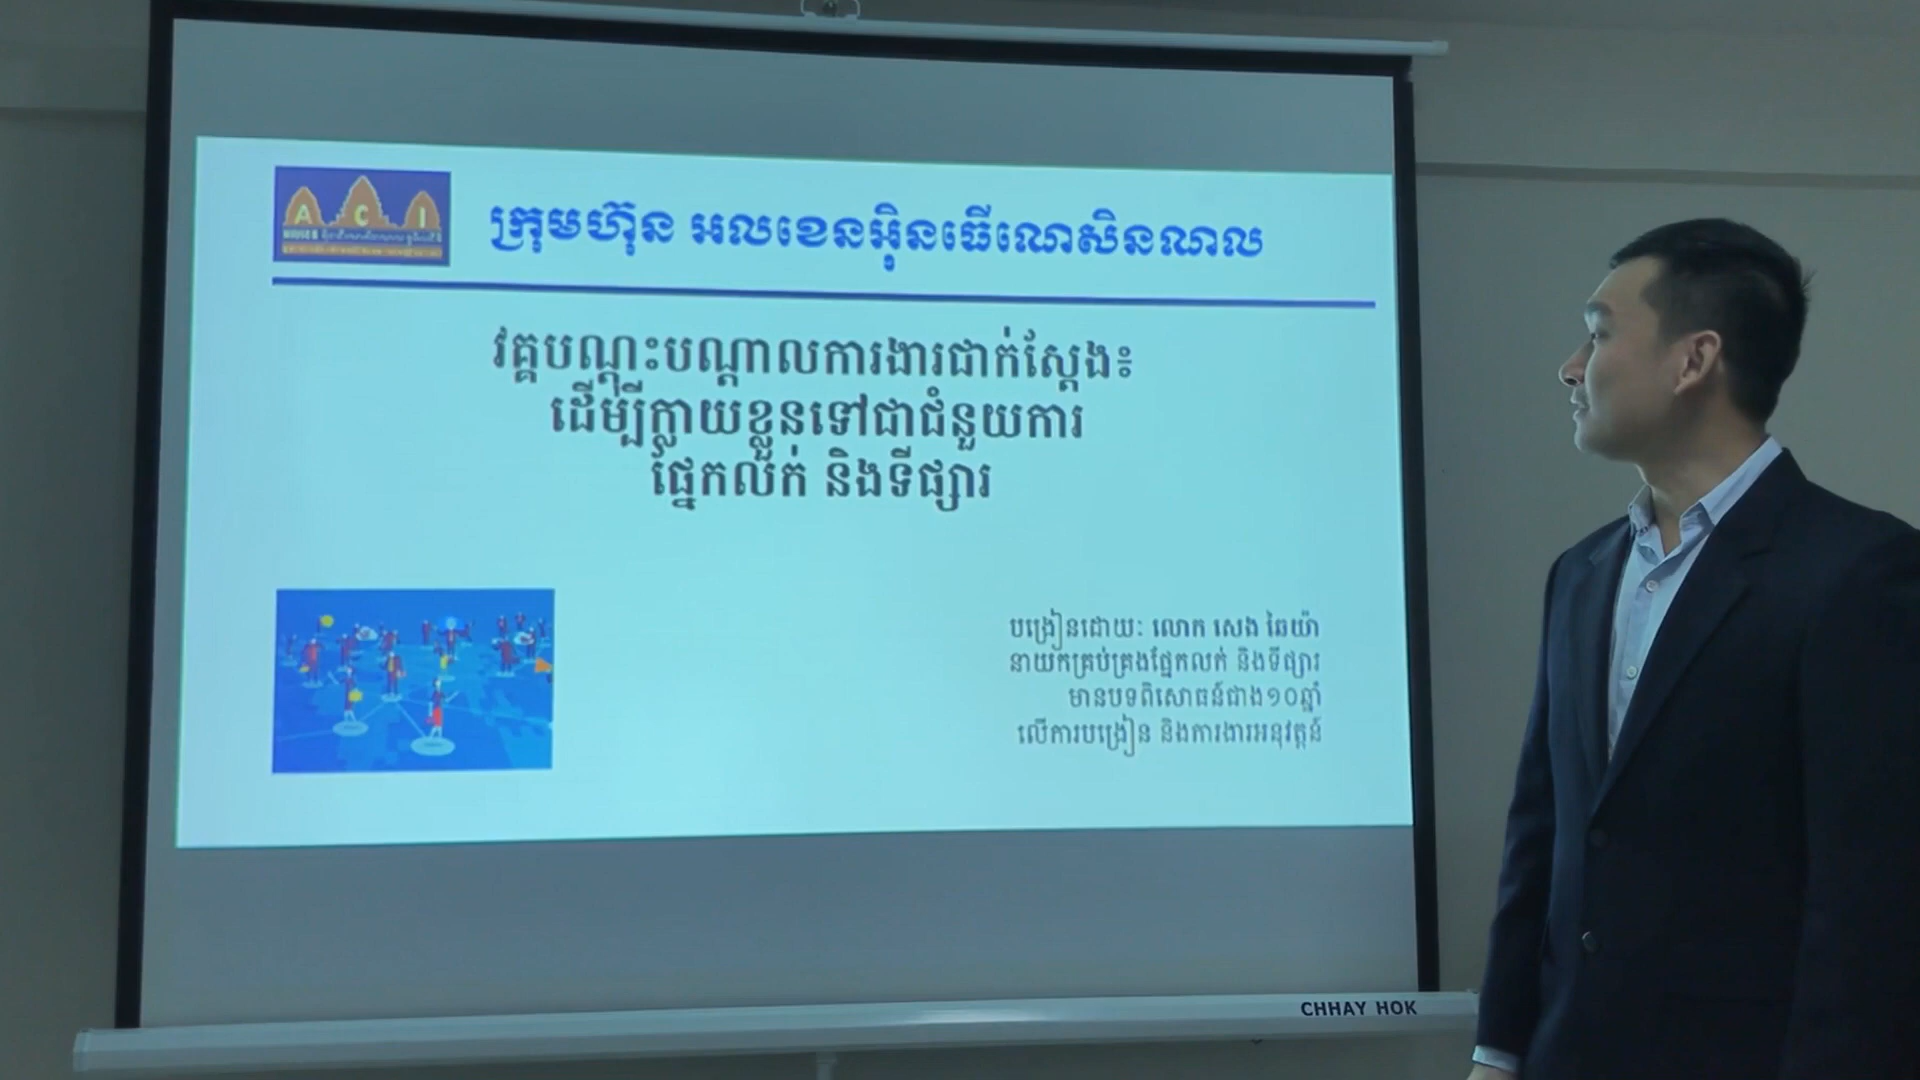 A C I
ក្រុមហ៊ុន អលខេនអ៊ិនធើណេសិនណល
វគ្គបណ្ដុះបណ្ដាលការងារជាក់ស្ដែង៖
ដើម្បីក្លាយខ្លួនទៅជាជំនួយការ
ផ្នែកលក់ និងទីផ្សារ
បង្រៀនដោយៈ លោក សេង ឆៃយ៉ា
នាយកគ្រប់គ្រងផ្នែកលក់ និងទីផ្សារ
មានបទពិសោធន៍ជាង១០ឆ្នាំ
លើការបង្រៀន និងការងារអនុវត្តន៍
CHHAY HOK